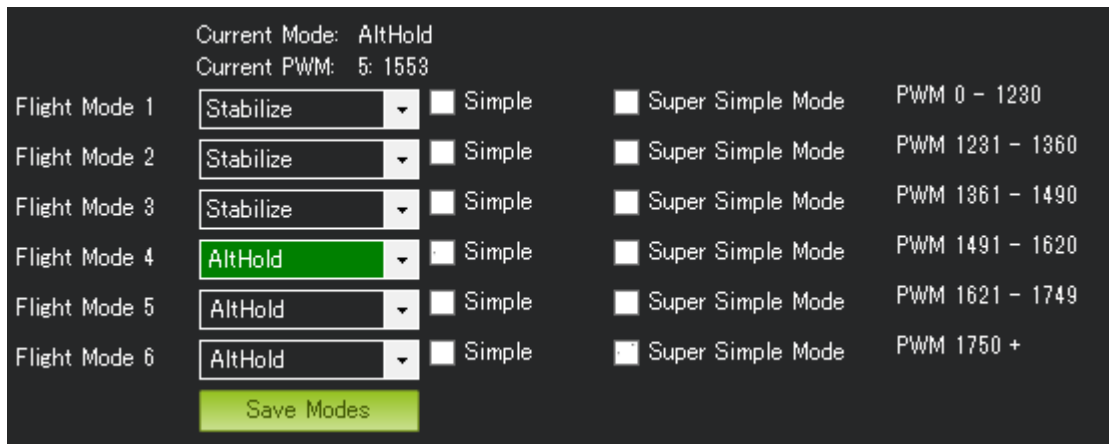 Current Mode: AltHold
Current PWM: 5: 1553
Flight Mode 1 Stabilize Simple Super Simple Mode PWM 0 - 1230
Flight Mode 2 Stabilize Simple Super Simple Mode PWM 1231 - 1360
Flight Mode 3 Stabilize Simple Super Simple Mode PWM 1361 - 1490
Flight Mode 4 AltHold Simple Super Simple Mode PWM 1491 - 1620
Flight Mode 5 AltHold Simple Super Simple Mode PWM 1621 - 1749
Flight Mode 6 AltHold Simple Super Simple Mode PWM 1750 +
Save Modes